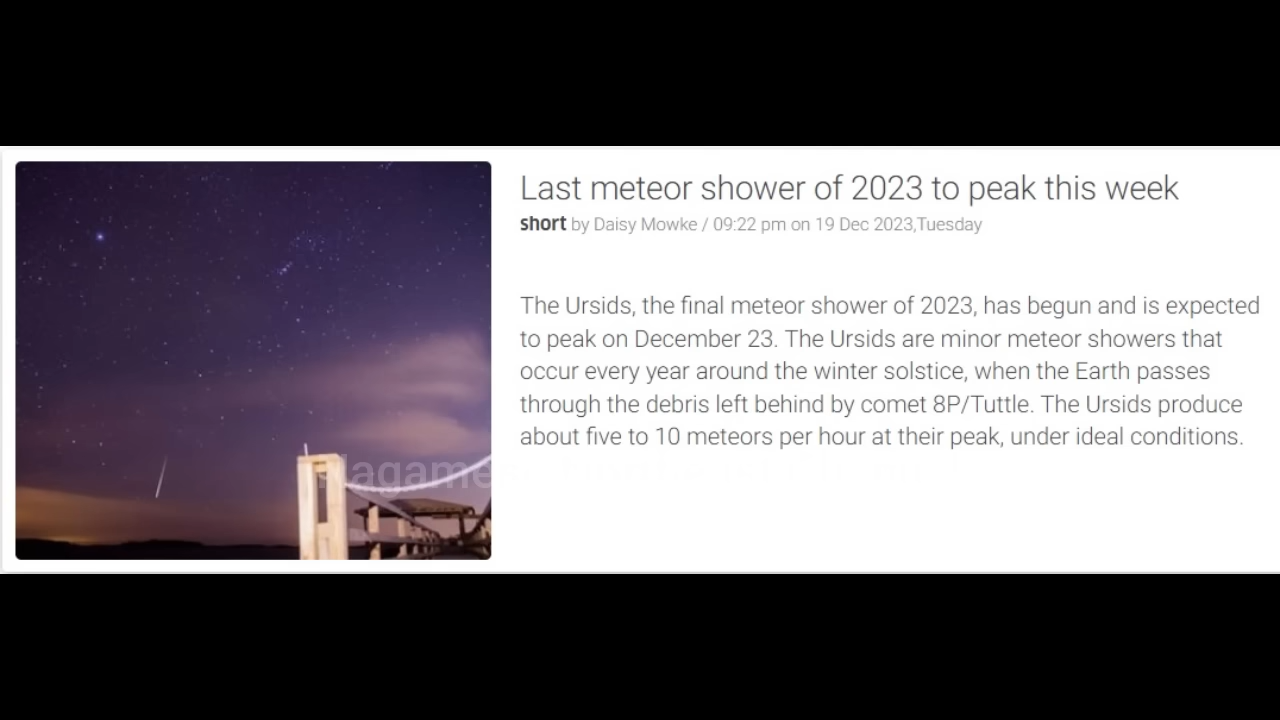 Last meteor shower of 2023 to peak this week
short by Daisy Mowke / 09:22 pm on 19 Dec 2023,Tuesday
The Ursids, the final meteor shower of 2023, has begun and is expected
to peak on December 23. The Ursids are minor meteor showers that
occur every year around the winter solstice, when the Earth passes
through the debris left behind by comet 8P/Tuttle. The Ursids produce
about five to 10 meteors per hour at their peak, under ideal conditions.